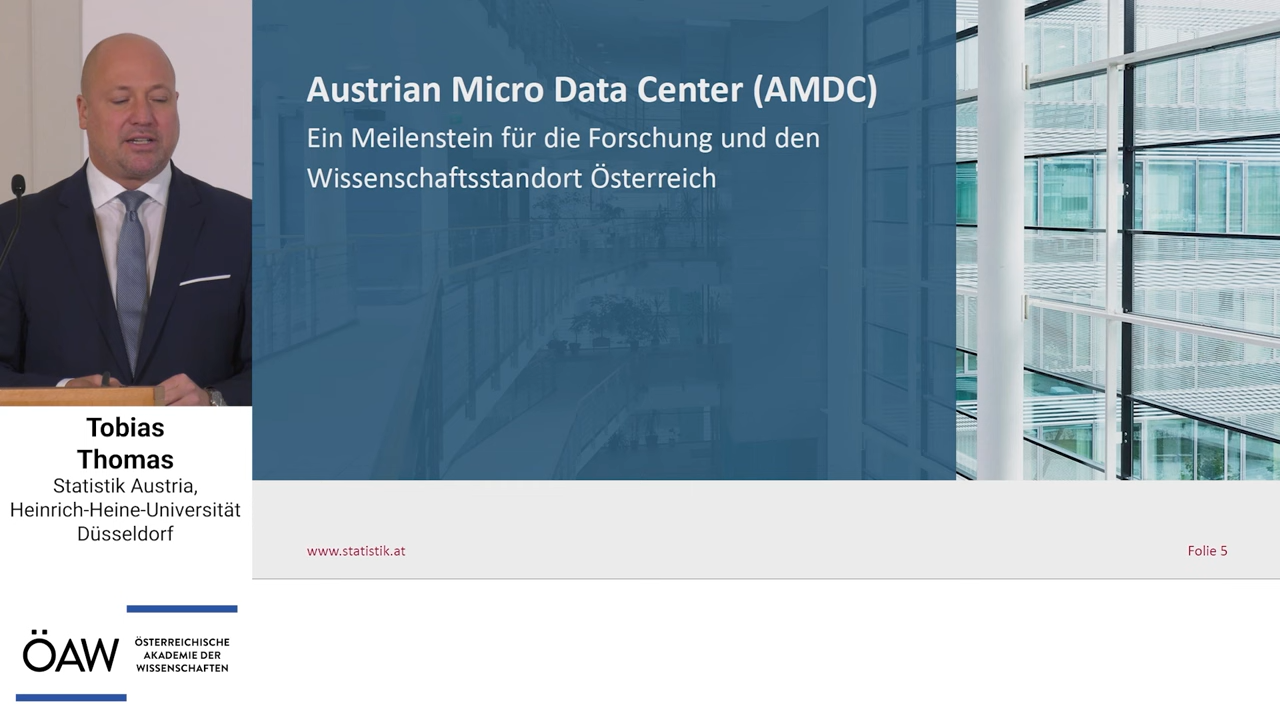 Austrian Micro Data Center (AMDC)
Ein Meilenstein für die Forschung und den
Wissenschaftsstandort Österreich
www.statistik.at
Folie 5
Tobias
Thomas
Statistik Austria,
Heinrich-Heine-Universität
Düsseldorf
ÖAW
ÖSTERREICHISCHE
AKADEMIE DER
WISSENSCHAFTEN